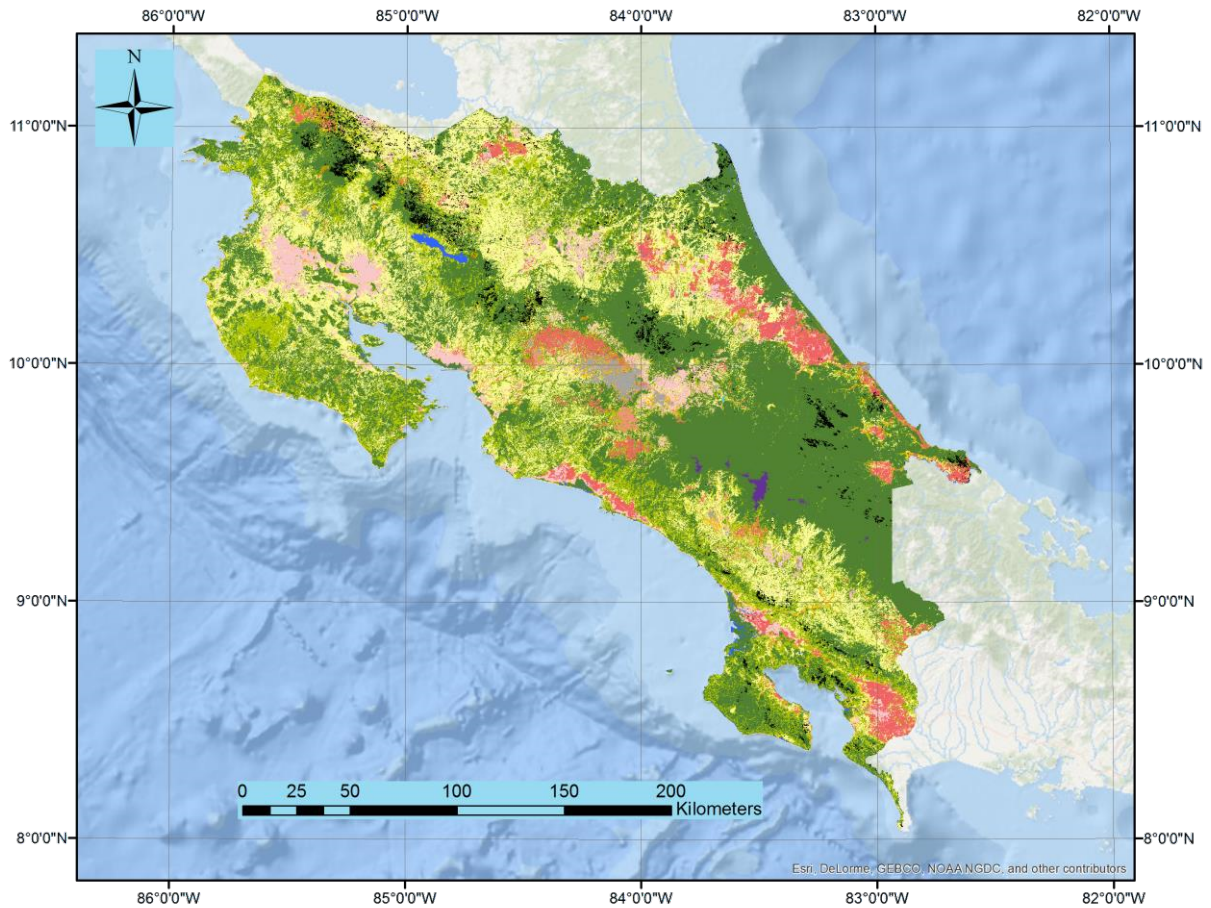 86°0'0"W 85°0'0"W 84°0'0"W 83°0'0"W 82°0'0"W
N
11°0'0"N 11°0'0"N
10°0'0"N 10°0'0"N
9°0'0"N 9°0'0"N
0 25 50 100 150 200
Kilometers
8°0'0"N 8°0'0"N
Esri, DeLorme, GEBCO, NOAA NGDC, and other contributors
86°0'0"W 85°0'0"W 84°0'0"W 83°0'0"W 82°0'0"W